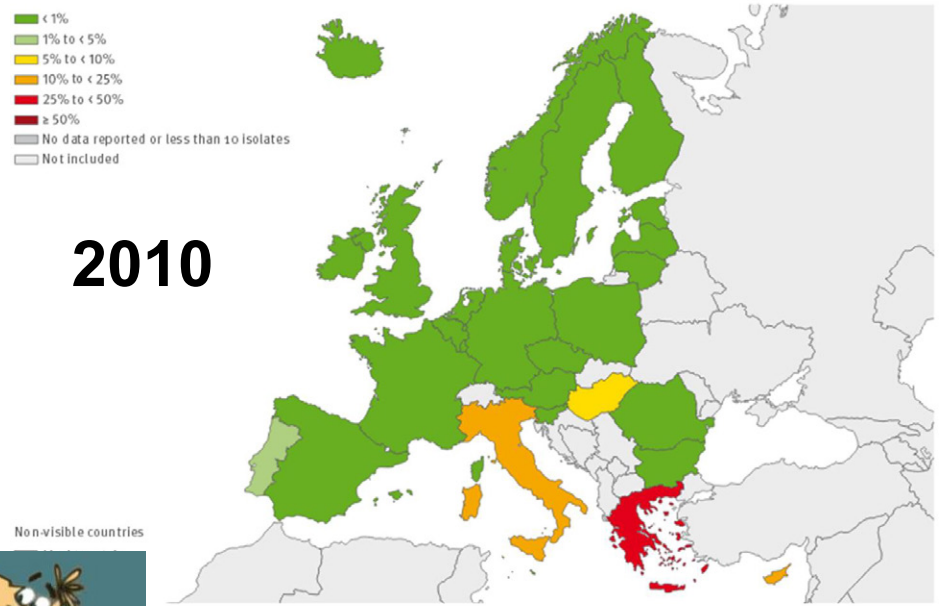 < 1%
1% to < 5%
5% to < 10%
10% to < 25%
25% to < 50%
≥ 50%
No data reported or less than 10 isolates
Not included
2010
Non-visible countries